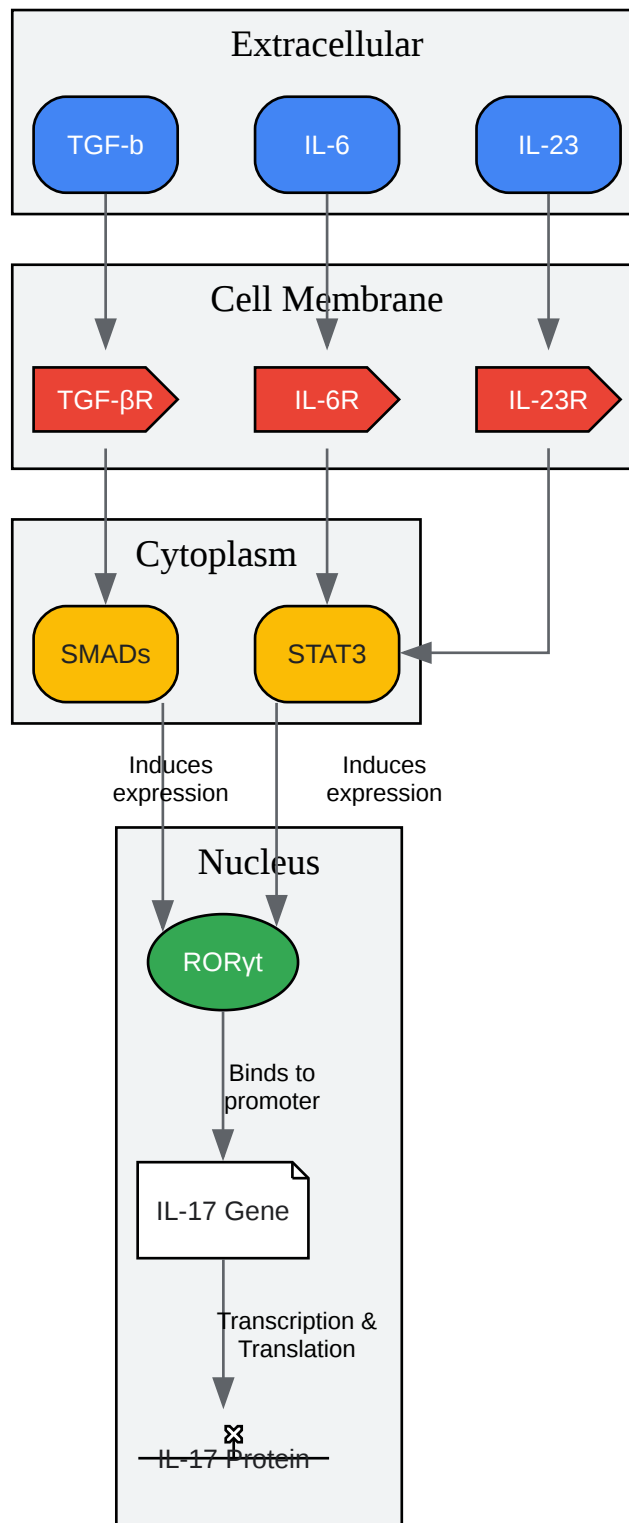 Extracellular
TGF-b
IL-6
IL-23
Cell Membrane
TGF-βR
IL-6R
IL-23R
Cytoplasm
SMADs
STAT3
Induces
expression
Induces
expression
Nucleus
RORγt
Binds to
promoter
IL-17 Gene
Transcription &
Translation
IL-17 Protein